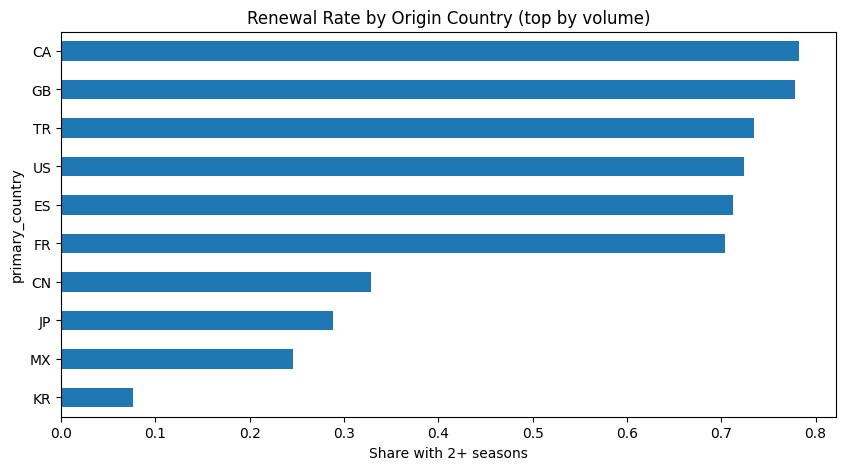 Renewal Rate by Origin Country (top by volume)
primary_country
CA
GB
TR
US
ES
FR
CN
JP
MX
KR
0.0 0.1 0.2 0.3 0.4 0.5 0.6 0.7 0.8
Share with 2+ seasons